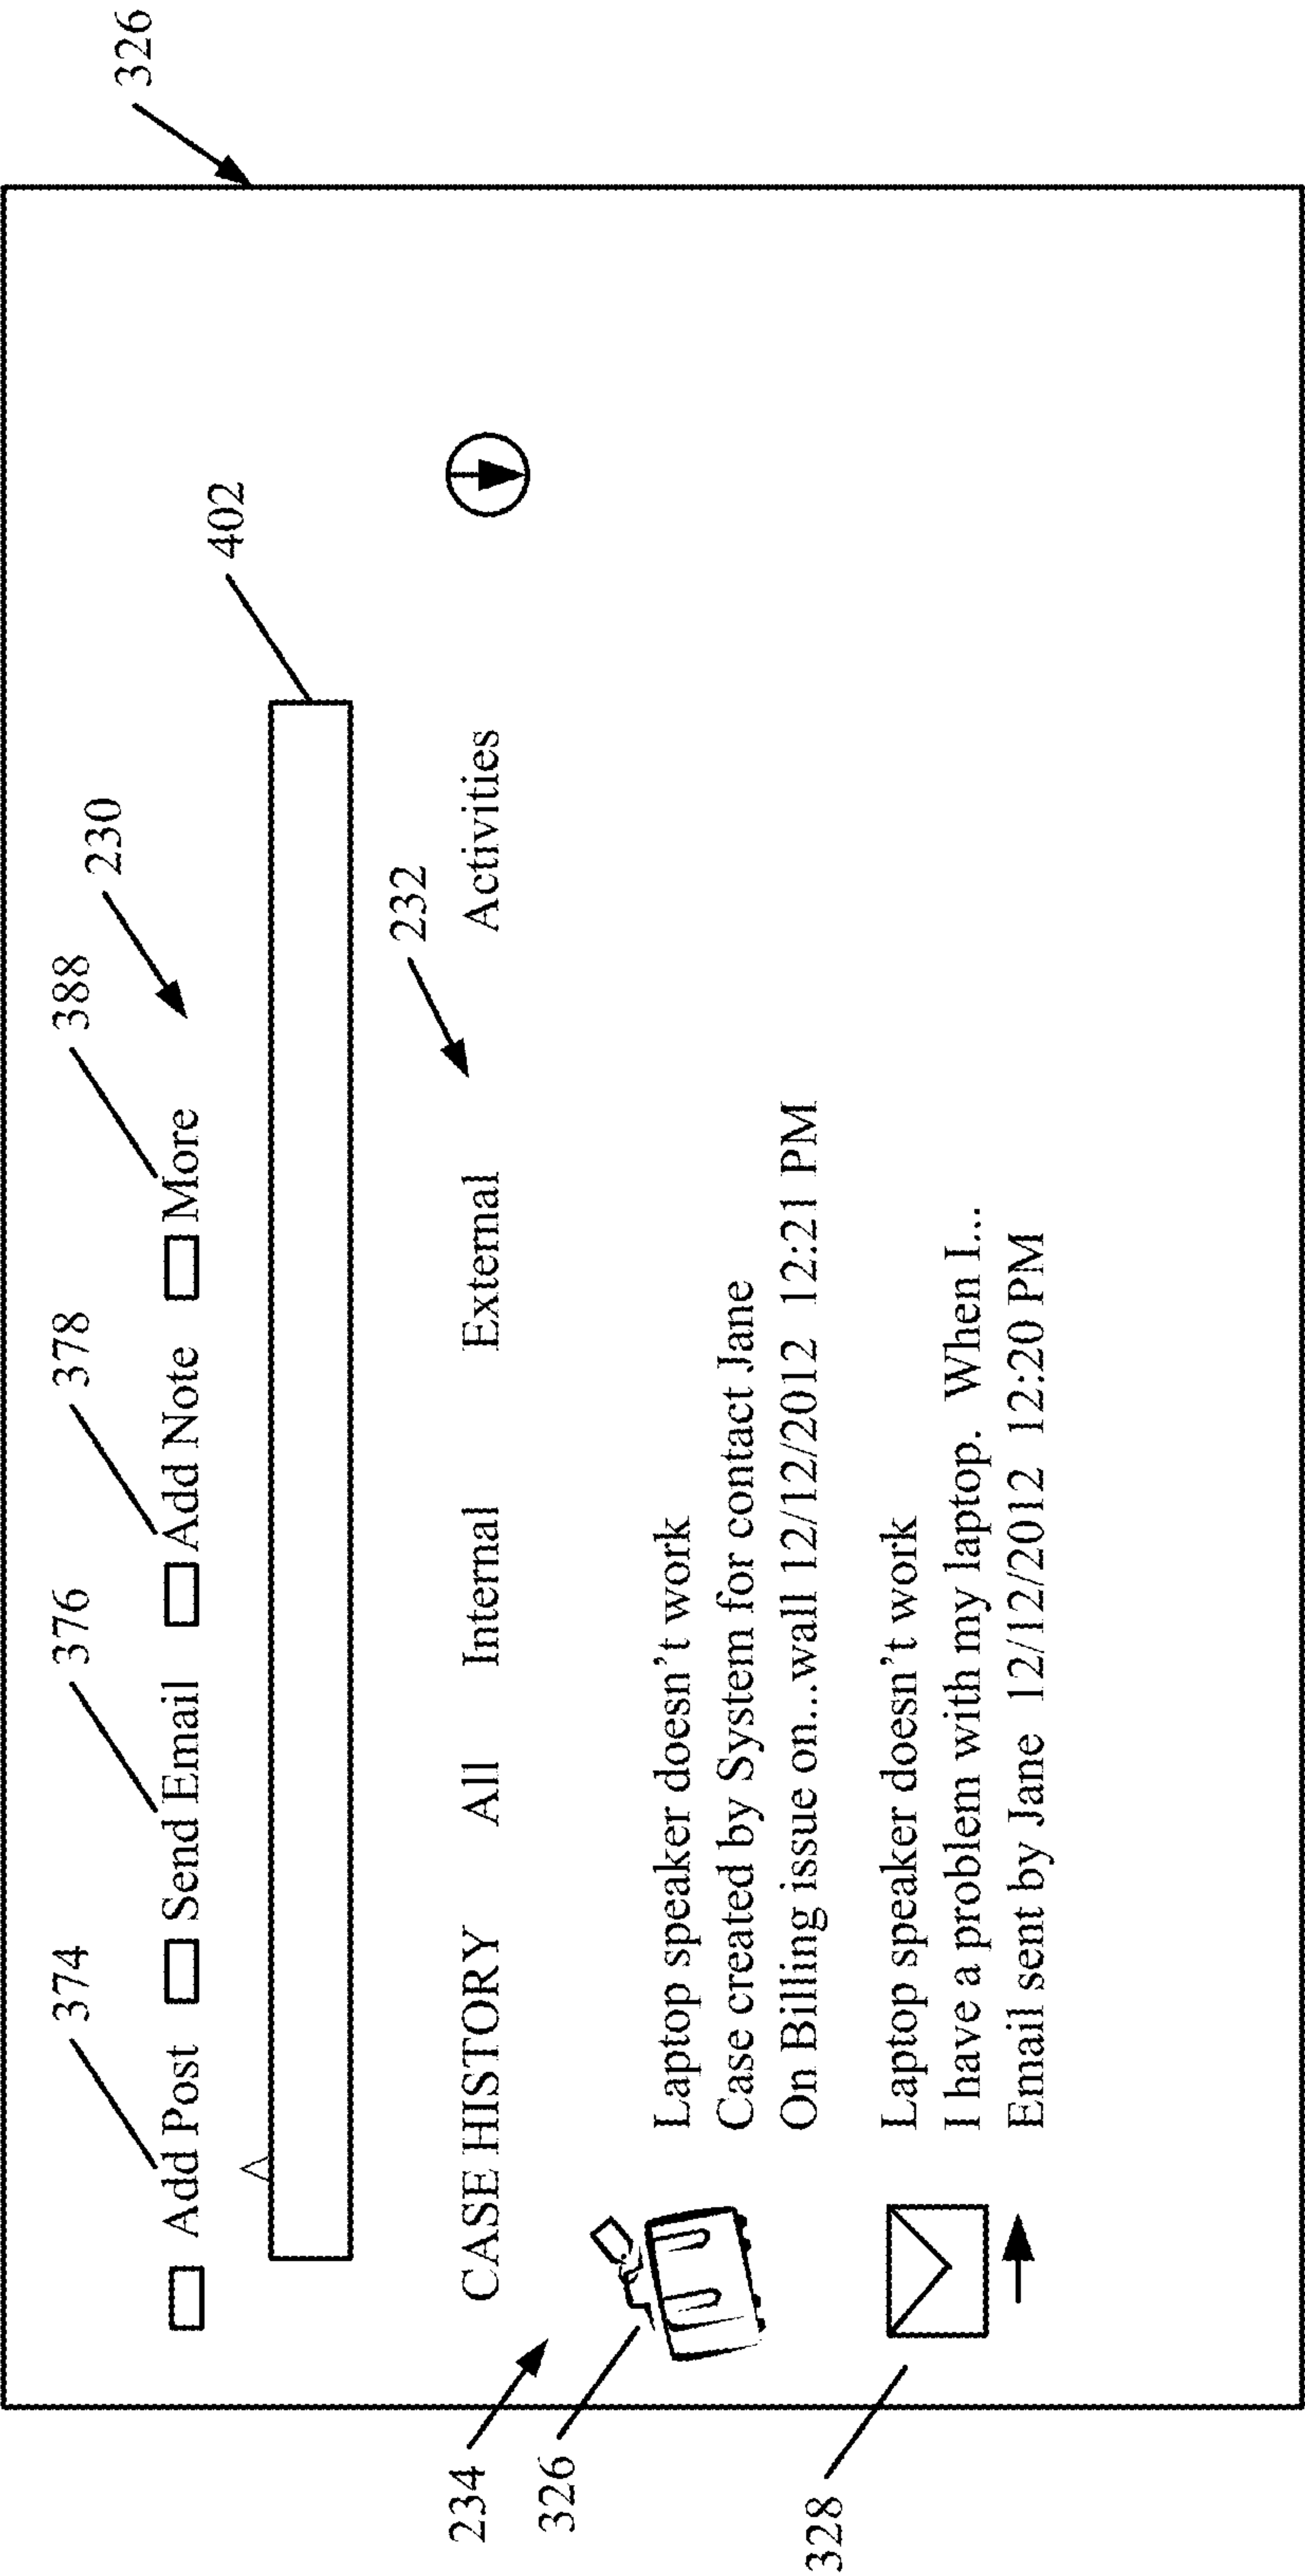 326
374
376
378
388
230
Add Post
Send Email
Add Note
More
402
232
CASE HISTORY
All
Internal
External
Activities
234
326
Laptop speaker doesn't work
Case created by System for contact Jane
On Billing issue on...wall 12/12/2012 12:21 PM
328
Laptop speaker doesn't work
I have a problem with my laptop. When I...
Email sent by Jane 12/12/2012 12:20 PM